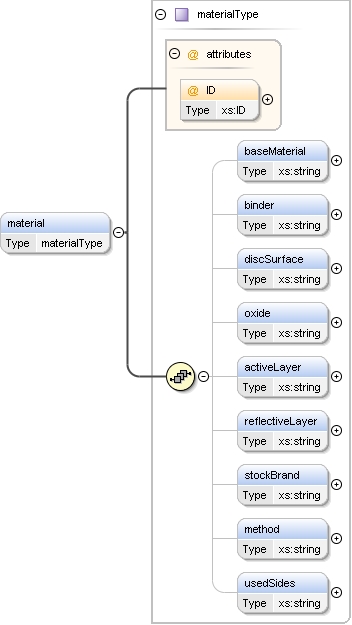 materialType
@ attributes
@ ID
Type xs:ID
material
Type materialType
baseMaterial
Type xs:string
binder
Type xs:string
discSurface
Type xs:string
oxide
Type xs:string
activeLayer
Type xs:string
reflectiveLayer
Type xs:string
stockBrand
Type xs:string
method
Type xs:string
usedSides
Type xs:string